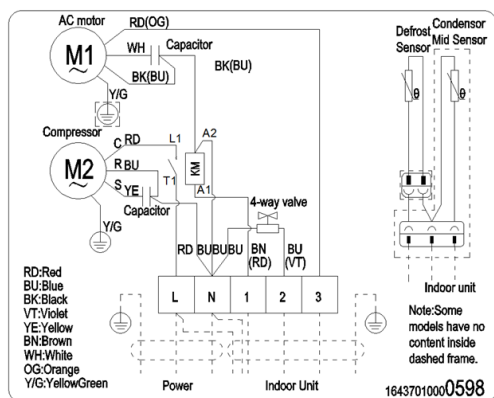 AC motor
RD(OG)
M1
~
WH
Capacitor
BK(BU)
BK(BU)
Y/G
Compressor
M2
~
C RD
R BU
S YE
Capacitor
Y/G
L1
T1
KM
A2
A1
4-way valve
RD BUBUBU
BN
(RD)
BU
(VT)
L N 1 2 3
Power
Indoor Unit
RD:Red
BU:Blue
BK:Black
VT:Violet
YE:Yellow
BN:Brown
WH:White
OG:Orange
Y/G:YellowGreen
Defrost
Sensor
Condensor
Mid Sensor
θ
θ
Indoor unit
Note:Some
models have no
content inside
dashed frame.
16437010000598